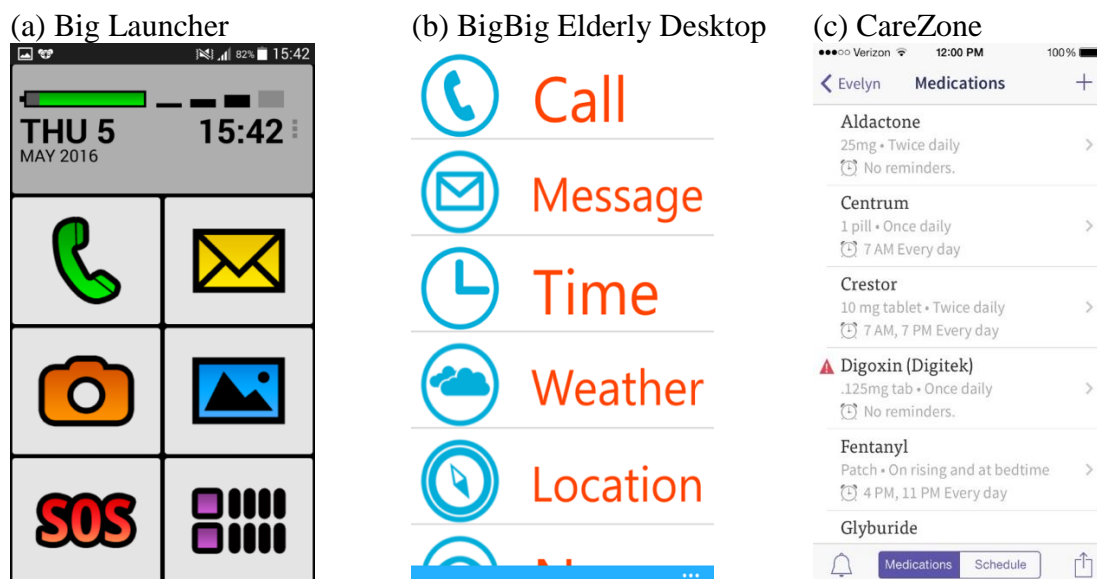 (a) Big Launcher
82% 15:42
THU 5 15:42
MAY 2016
SOS
(b) BigBig Elderly Desktop
Call
Message
Time
Weather
Location
(c) CareZone
Verizon 12:00 PM 100%
Evelyn Medications +
Aldactone
25mg • Twice daily
No reminders.
Centrum
1 pill • Once daily
7 AM Every day
Crestor
10 mg tablet • Twice daily
7 AM, 7 PM Every day
Digoxin (Digitek)
.125mg tab • Once daily
No reminders.
Fentanyl
Patch • On rising and at bedtime
4 PM, 11 PM Every day
Glyburide
Medications Schedule